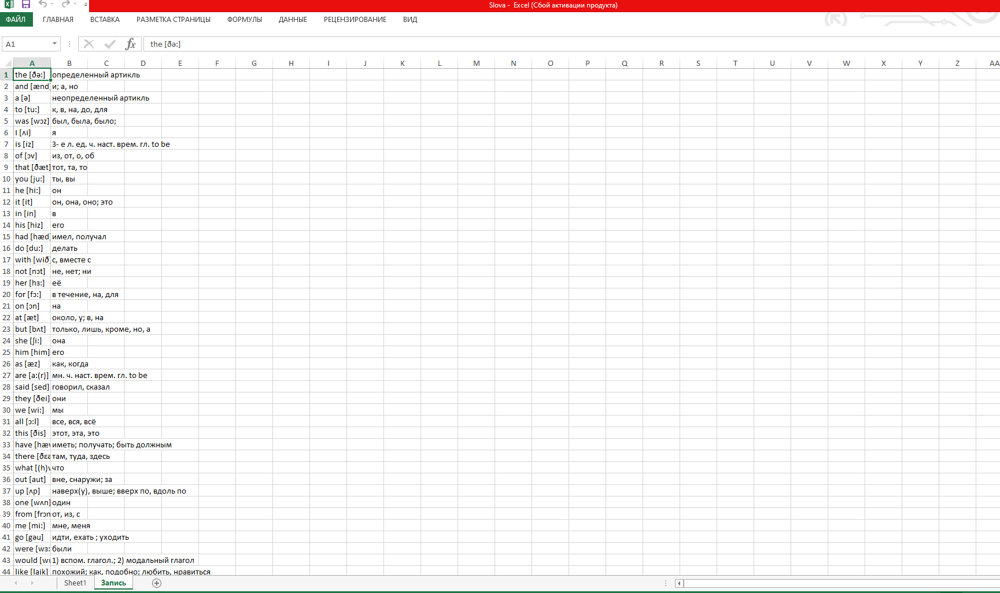 Slova - Excel (Сбой активации продукта)
ФАЙЛ ГЛАВНАЯ ВСТАВКА РАЗМЕТКА СТРАНИЦЫ ФОРМУЛЫ ДАННЫЕ РЕЦЕНЗИРОВАНИЕ ВИД
A1 fx the [ðə:]
A B C D E F G H I J K L M N O P Q R S T U V W X Y Z AA
1 the [ðə:] определенный артикль
2 and [ænd] и; а, но
3 a [ə] неопределенный артикль
4 to [tu:] к, в, на, до, для
5 was [wɔz] был, была, было;
6 I [ʌi] я
7 is [iz] 3- е л. ед. ч. наст. врем. гл. to be
8 of [ɔv] из, от, о, об
9 that [ðæt] тот, та, то
10 you [ju:] ты, вы
11 he [hi:] он
12 it [it] он, она, оно; это
13 in [in] в
14 his [hiz] его
15 had [hæd] имел, получал
16 do [du:] делать
17 with [wið] с, вместе с
18 not [nɔt] не, нет; ни
19 her [hɜ:] её
20 for [fɔ:] в течение, на, для
21 on [ɔn] на
22 at [æt] около, у; в, на
23 but [bʌt] только, лишь, кроме, но, а
24 she [ʃi:] она
25 him [him] его
26 as [æz] как, когда
27 are [a:(r)] мн. ч. наст. врем. гл. to be
28 said [sed] говорил, сказал
29 they [ðei] они
30 we [wi:] мы
31 all [ɔ:l] все, вся, всё
32 this [ðis] этот, эта, это
33 have [hæv иметь; получать; быть должным
34 there [ðɛə там, туда, здесь
35 what [(h)w что
36 out [aut] вне, снаружи; за
37 up [ʌp] наверх(у), выше; вверх по, вдоль по
38 one [wʌn] один
39 from [frɔm от, из, с
40 me [mi:] мне, меня
41 go [gəu] идти, ехать ; уходить
42 were [wɜ: были
43 would [wu 1) вспом. глагол.; 2) модальный глагол
44 like [laik] похожий; как, подобно; любить, нравиться
Sheet1 Запись